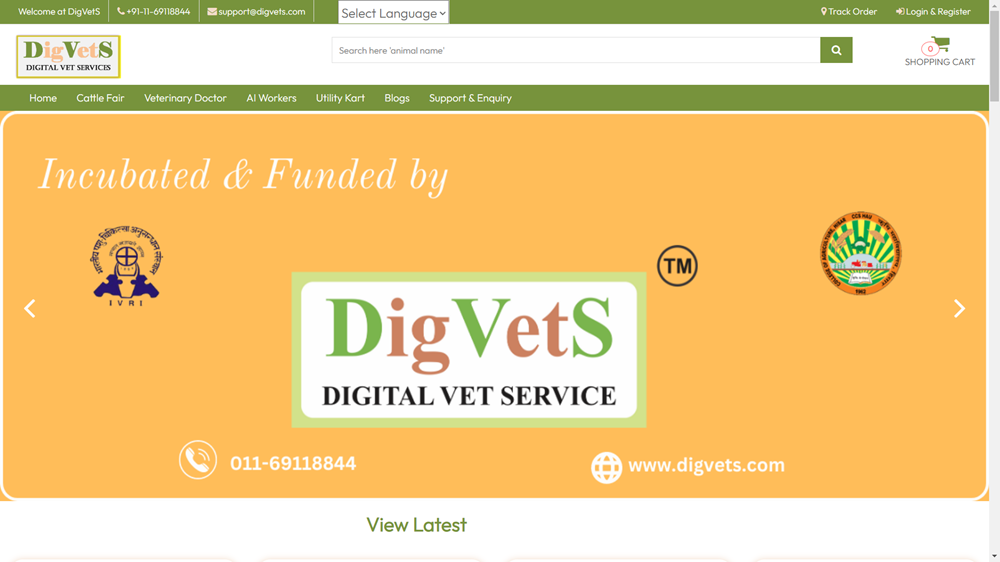 Welcome at DigVetS
+91-11-69118844
support@digvets.com
Select Language
Track Order
Login & Register
DigVetS
DIGITAL VET SERVICES
Search here 'animal name'
0
SHOPPING CART
Home
Cattle Fair
Veterinary Doctor
AI Workers
Utility Kart
Blogs
Support & Enquiry
Incubated & Funded by
I V R I
TM
DigVetS
DIGITAL VET SERVICE
011-69118844
www.digvets.com
View Latest